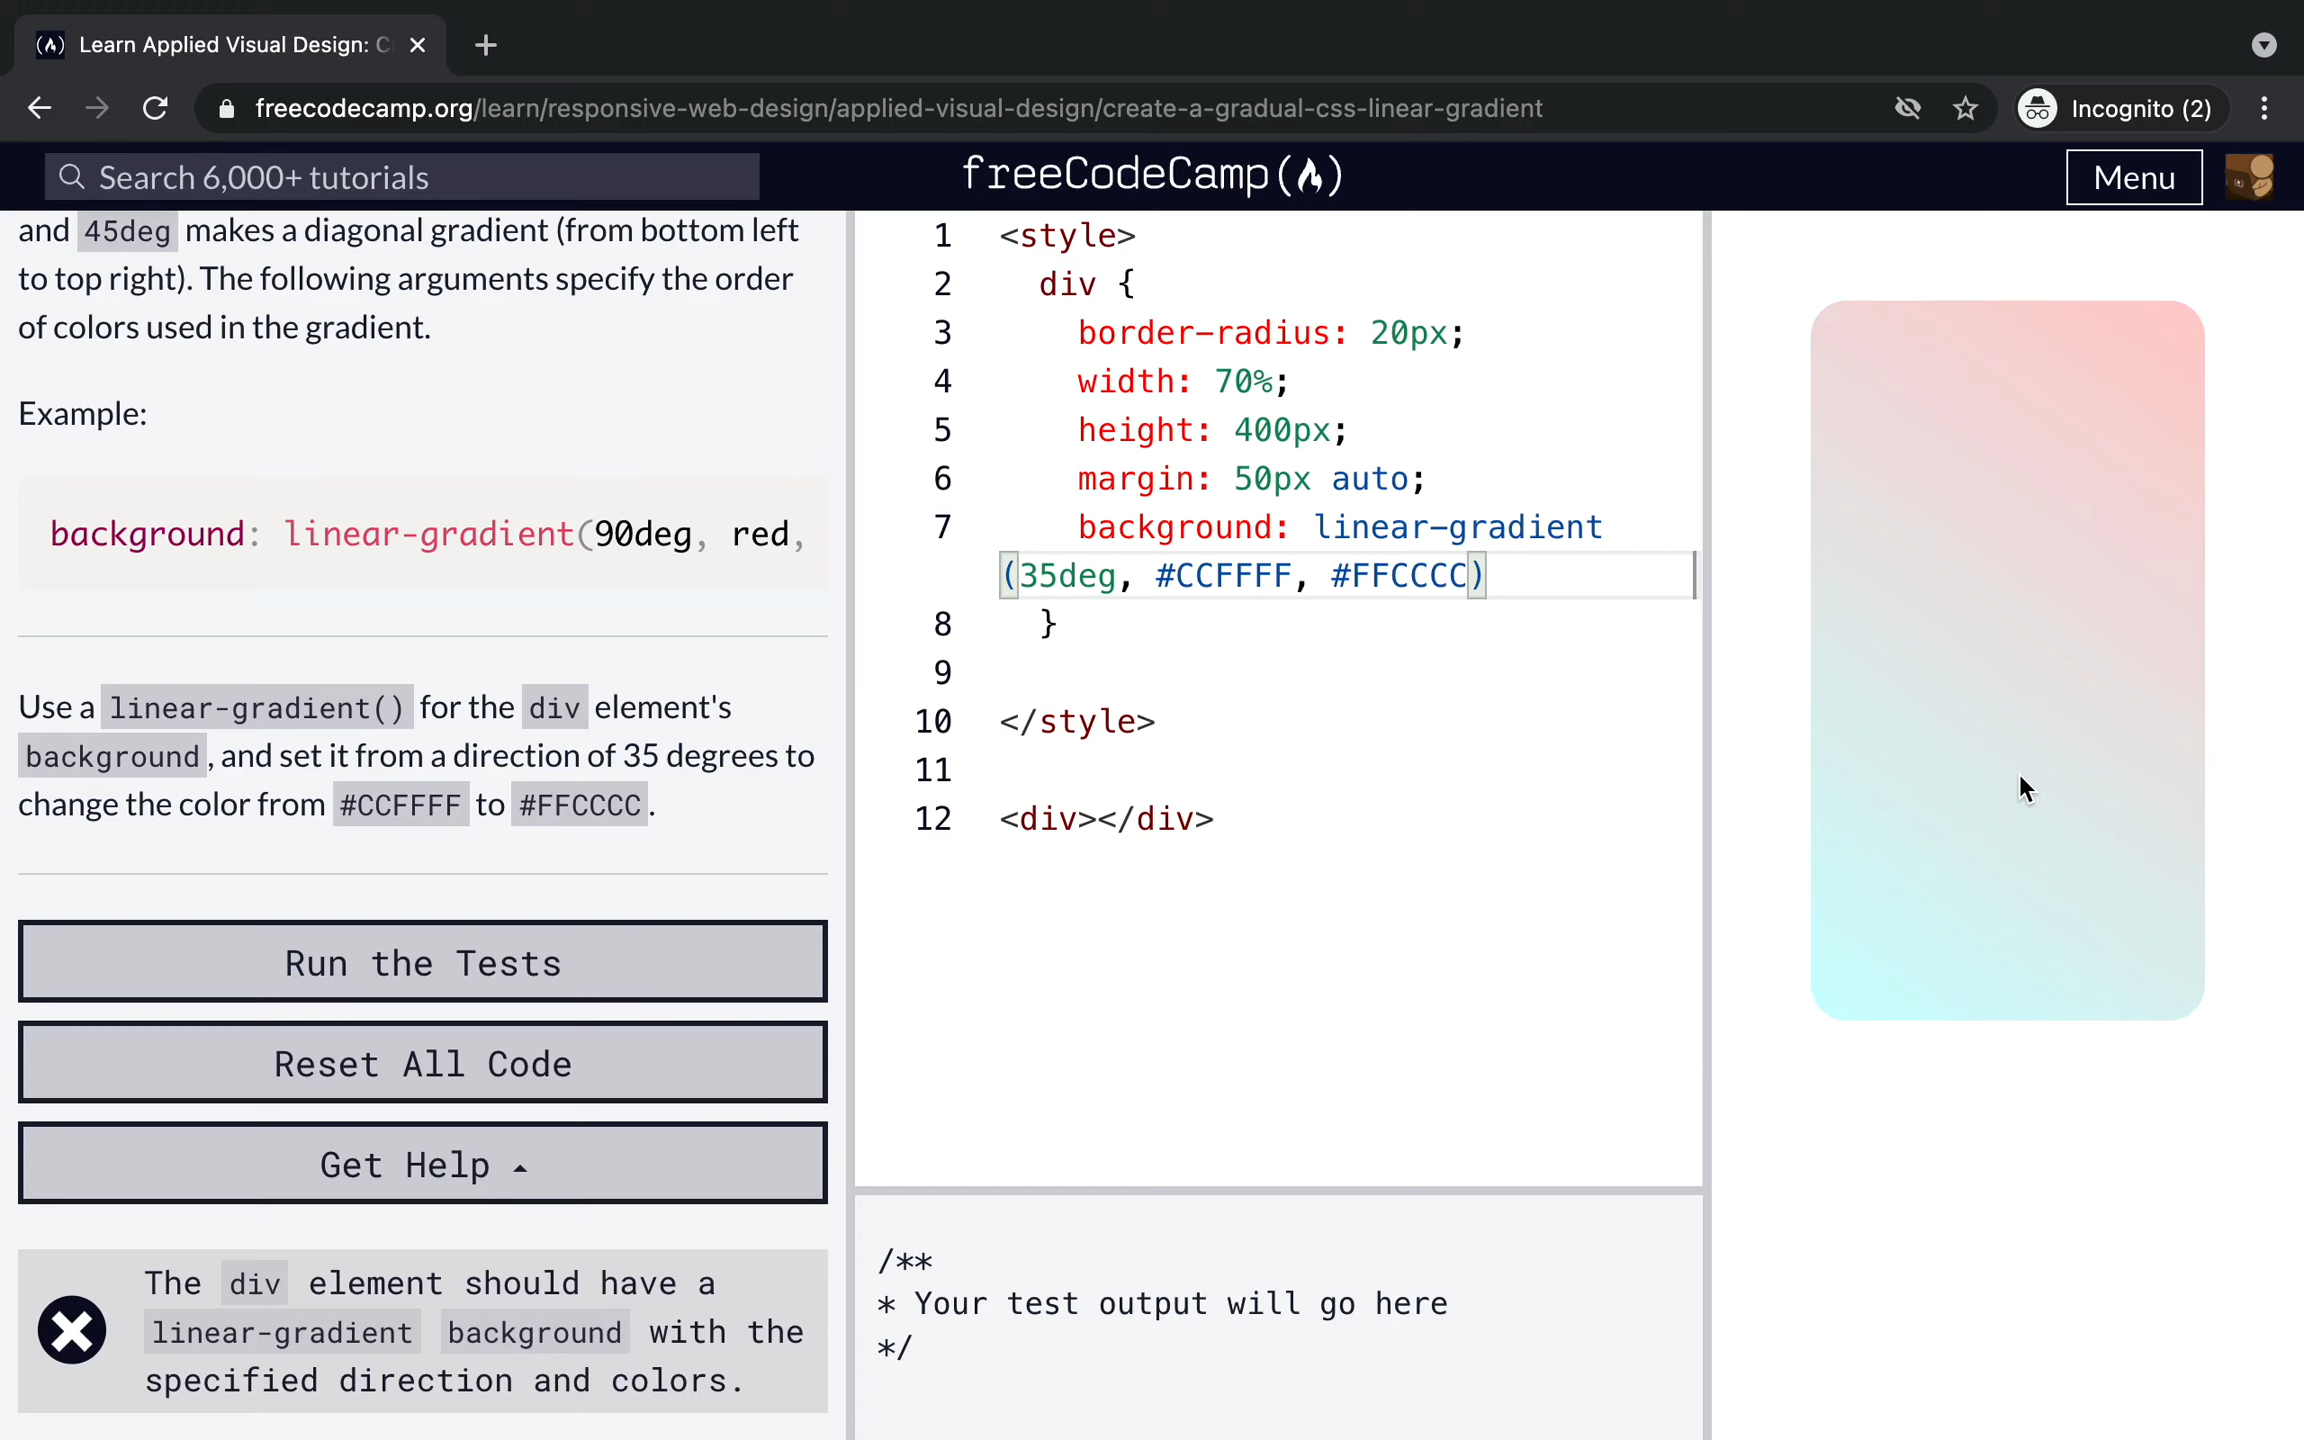 Learn Applied Visual Design: C
freecodecamp.org/learn/responsive-web-design/applied-visual-design/create-a-gradual-css-linear-gradient
Incognito (2)
Search 6,000+ tutorials
freeCodeCamp
Menu
and 45deg makes a diagonal gradient (from bottom left
to top right). The following arguments specify the order
of colors used in the gradient.
Example:
background: linear-gradient(90deg, red,
Use a linear-gradient() for the div element's
background, and set it from a direction of 35 degrees to
change the color from #CCFFFF to #FFCCCC.
Run the Tests
Reset All Code
Get Help
The div element should have a
linear-gradient background with the
specified direction and colors.
1 <style>
2 div {
3 border-radius: 20px;
4 width: 70%;
5 height: 400px;
6 margin: 50px auto;
7 background: linear-gradient
(35deg, #CCFFFF, #FFCCCC)
8 }
9
10 </style>
11
12 <div></div>
/**
* Your test output will go here
*/